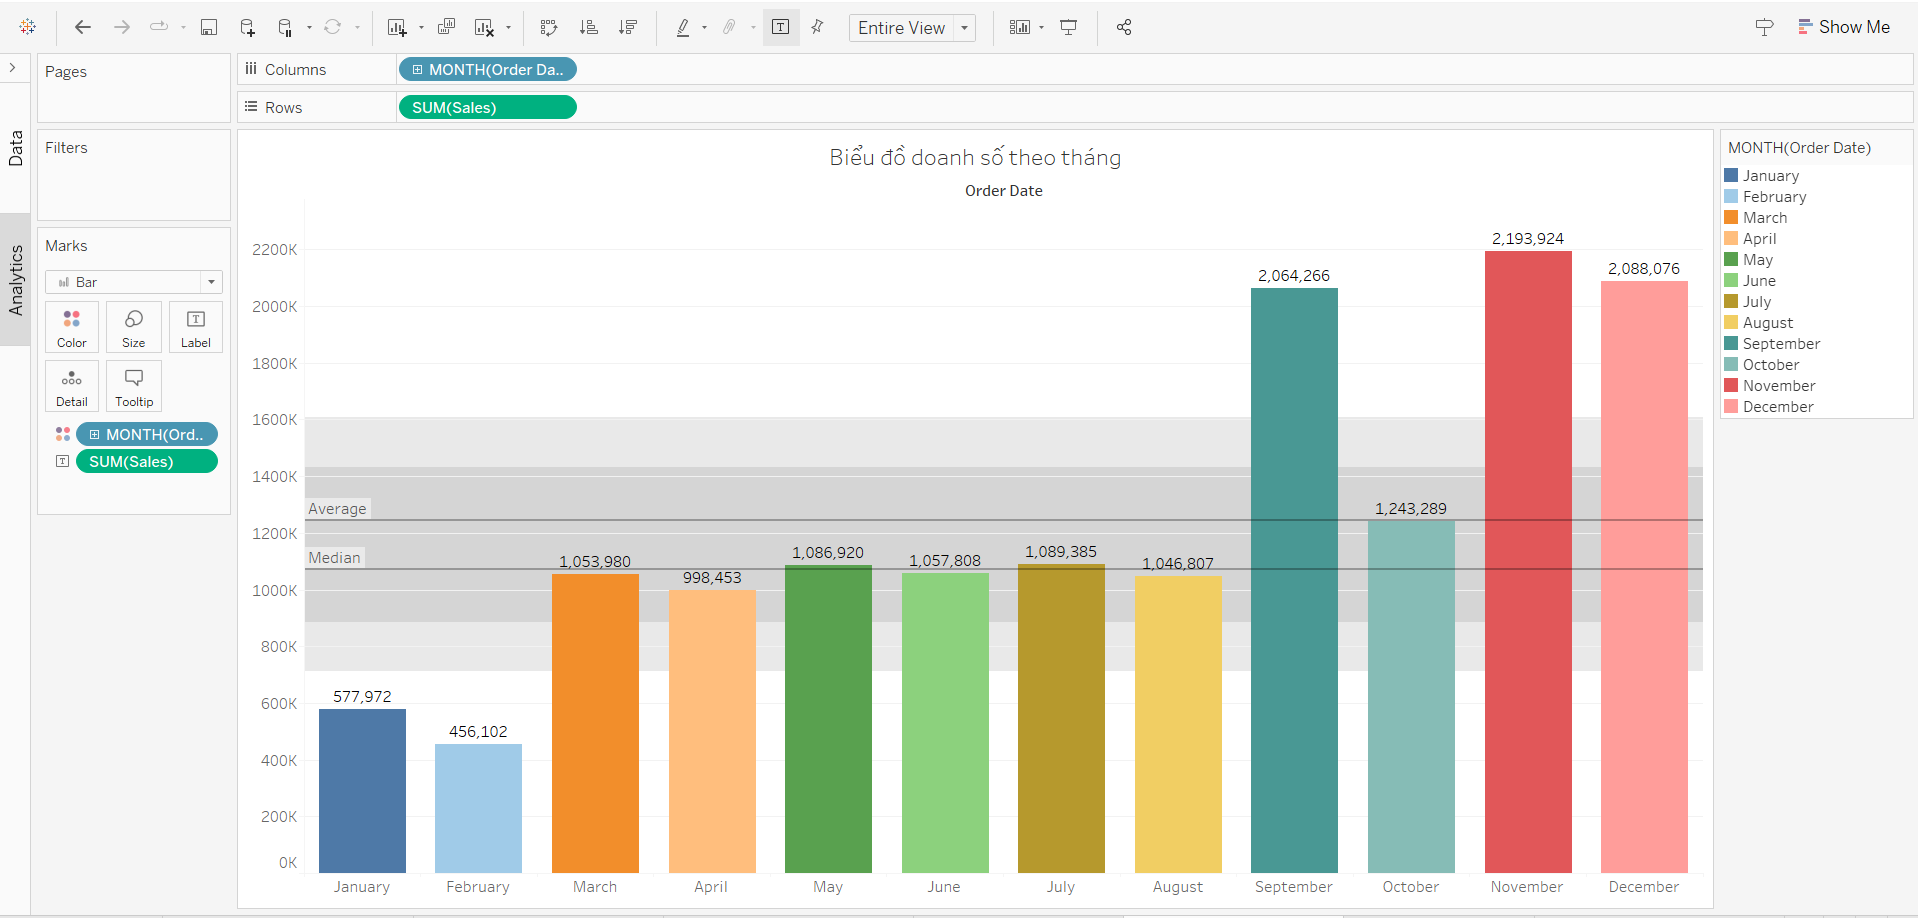 Entire View
Show Me
Data
Analytics
Pages
Filters
Marks
Bar
Color
Size
Label
Detail
Tooltip
MONTH(Ord..
SUM(Sales)
Columns
MONTH(Order Da..
Rows
SUM(Sales)
Biểu đồ doanh số theo tháng
Order Date
2200K
2000K
1800K
1600K
1400K
1200K
1000K
800K
600K
400K
200K
0K
Average
Median
577,972
456,102
1,053,980
998,453
1,086,920
1,057,808
1,089,385
1,046,807
2,064,266
1,243,289
2,193,924
2,088,076
January
February
March
April
May
June
July
August
September
October
November
December
MONTH(Order Date)
January
February
March
April
May
June
July
August
September
October
November
December